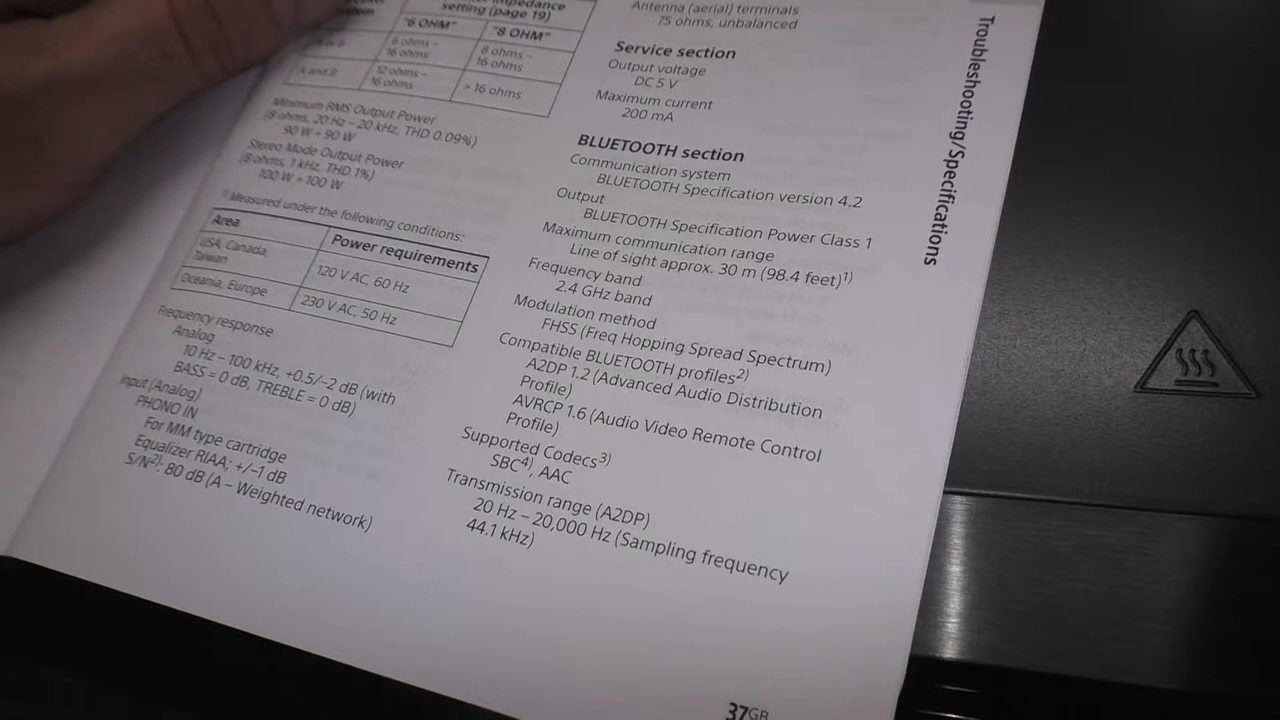 impedance
setting (page 19)
"6 OHM"
"8 OHM"
6 ohms –
16 ohms
8 ohms –
16 ohms
A and B
12 ohms –
16 ohms
> 16 ohms
Minimum RMS Output Power
(8 ohms, 20 Hz – 20 kHz, THD 0.09%)
90 W + 90 W
Stereo Mode Output Power
(8 ohms, 1 kHz, THD 1%)
100 W + 100 W
1) Measured under the following conditions:
Area
Power requirements
USA, Canada,
Taiwan
120 V AC, 60 Hz
Oceania, Europe
230 V AC, 50 Hz
Frequency response
Analog
10 Hz – 100 kHz, +0.5/–2 dB (with
BASS = 0 dB, TREBLE = 0 dB)
Input (Analog)
PHONO IN
For MM type cartridge
Equalizer RIAA; +/–1 dB
S/N2): 80 dB (A – Weighted network)
Antenna (aerial) terminals
75 ohms, unbalanced
Service section
Output voltage
DC 5 V
Maximum current
200 mA
BLUETOOTH section
Communication system
BLUETOOTH Specification version 4.2
Output
BLUETOOTH Specification Power Class 1
Maximum communication range
Line of sight approx. 30 m (98.4 feet)1)
Frequency band
2.4 GHz band
Modulation method
FHSS (Freq Hopping Spread Spectrum)
Compatible BLUETOOTH profiles2)
A2DP 1.2 (Advanced Audio Distribution
Profile)
AVRCP 1.6 (Audio Video Remote Control
Profile)
Supported Codecs3)
SBC4), AAC
Transmission range (A2DP)
20 Hz – 20,000 Hz (Sampling frequency
44.1 kHz)
Troubleshooting/Specifications
37GB